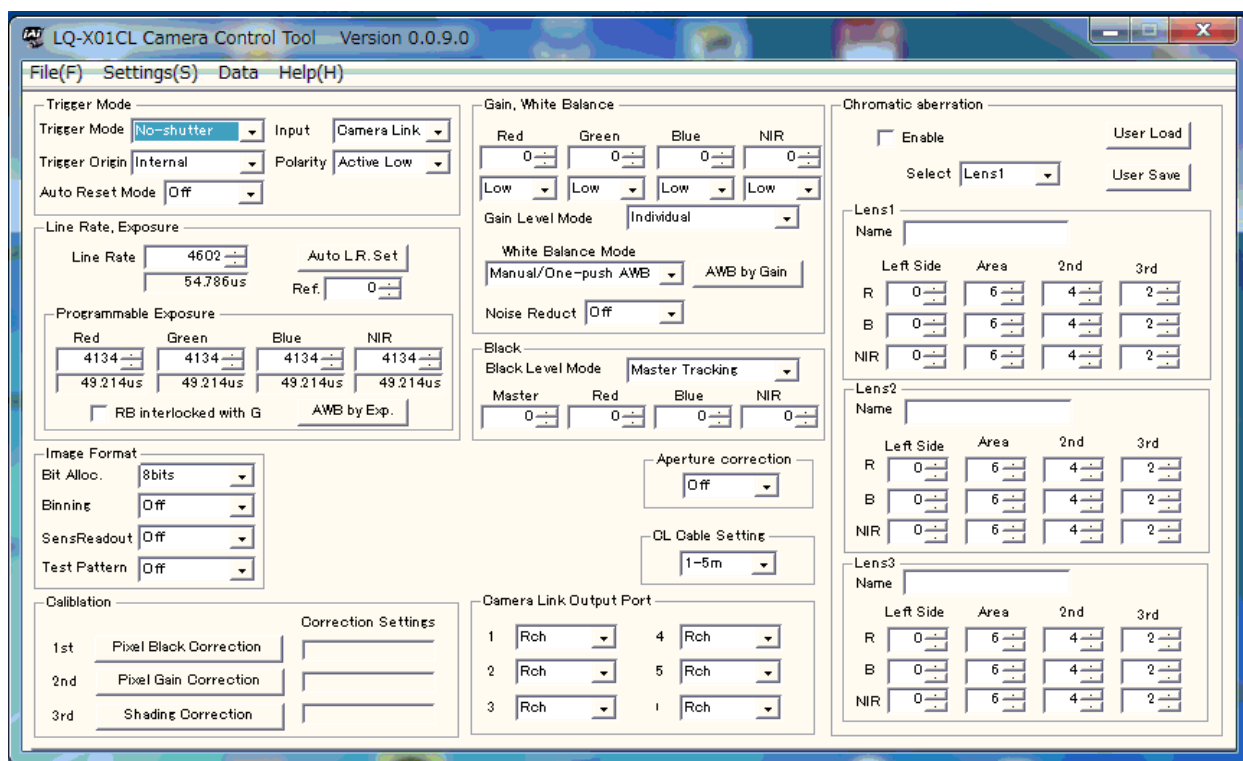 LQ-X01CL Camera Control Tool Version 0.0.9.0
File(F) Settings(S) Data Help(H)
Trigger Mode
Trigger Mode No-shutter Input Camera Link
Trigger Origin Internal Polarity Active Low
Auto Reset Mode Off
Line Rate, Exposure
Line Rate 4602 Auto L.R. Set
54.786us Ref. 0
Programmable Exposure
Red Green Blue NIR
4134 4134 4134 4134
49.214us 49.214us 49.214us 49.214us
RB interlocked with G AWB by Exp.
Image Format
Bit Alloc. 8bits
Binning Off
SensReadout Off
Test Pattern Off
Caliblation
Correction Settings
1st Pixel Black Correction
2nd Pixel Gain Correction
3rd Shading Correction
Gain, White Balance
Red Green Blue NIR
0 0 0 0
Low Low Low Low
Gain Level Mode Individual
White Balance Mode
Manual/One-push AWB AWB by Gain
Noise Reduct Off
Black
Black Level Mode Master Tracking
Master Red Blue NIR
0 0 0 0
Aperture correction
Off
CL Cable Setting
1-5m
Camera Link Output Port
1 Rch 4 Rch
2 Rch 5 Rch
3 Rch Rch
Chromatic aberration
Enable User Load
Select Lens1 User Save
Lens1
Name
Left Side Area 2nd 3rd
R 0 6 4 2
B 0 6 4 2
NIR 0 6 4 2
Lens2
Name
Left Side Area 2nd 3rd
R 0 6 4 2
B 0 6 4 2
NIR 0 6 4 2
Lens3
Name
Left Side Area 2nd 3rd
R 0 6 4 2
B 0 6 4 2
NIR 0 6 4 2